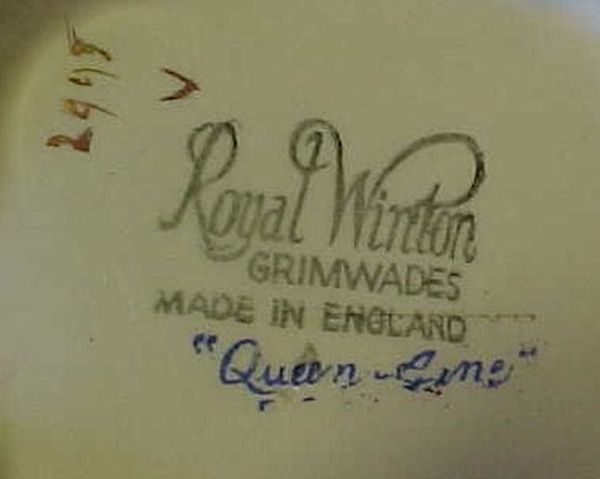 Royal Winton
GRIMWADES
MADE IN ENGLAND
"Queen Anne"